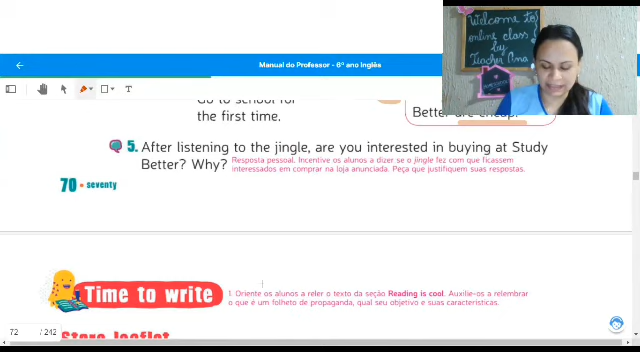 Welcome to
online class
by
Teacher Ana
Manual do Professor - 6º ano Inglês
T
Go to school for
the first time.
Better are cheap.
5. After listening to the jingle, are you interested in buying at Study
Better? Why? Resposta pessoal. Incentive os alunos a dizer se o jingle fez com que ficassem
interessados em comprar na loja anunciada. Peça que justifiquem suas respostas.
70 • seventy
Time to write
1. Oriente os alunos a reler o texto da seção Reading is cool. Auxilie-os a relembrar
o que é um folheto de propaganda, qual seu objetivo e suas características.
Store leaflet
72 / 242